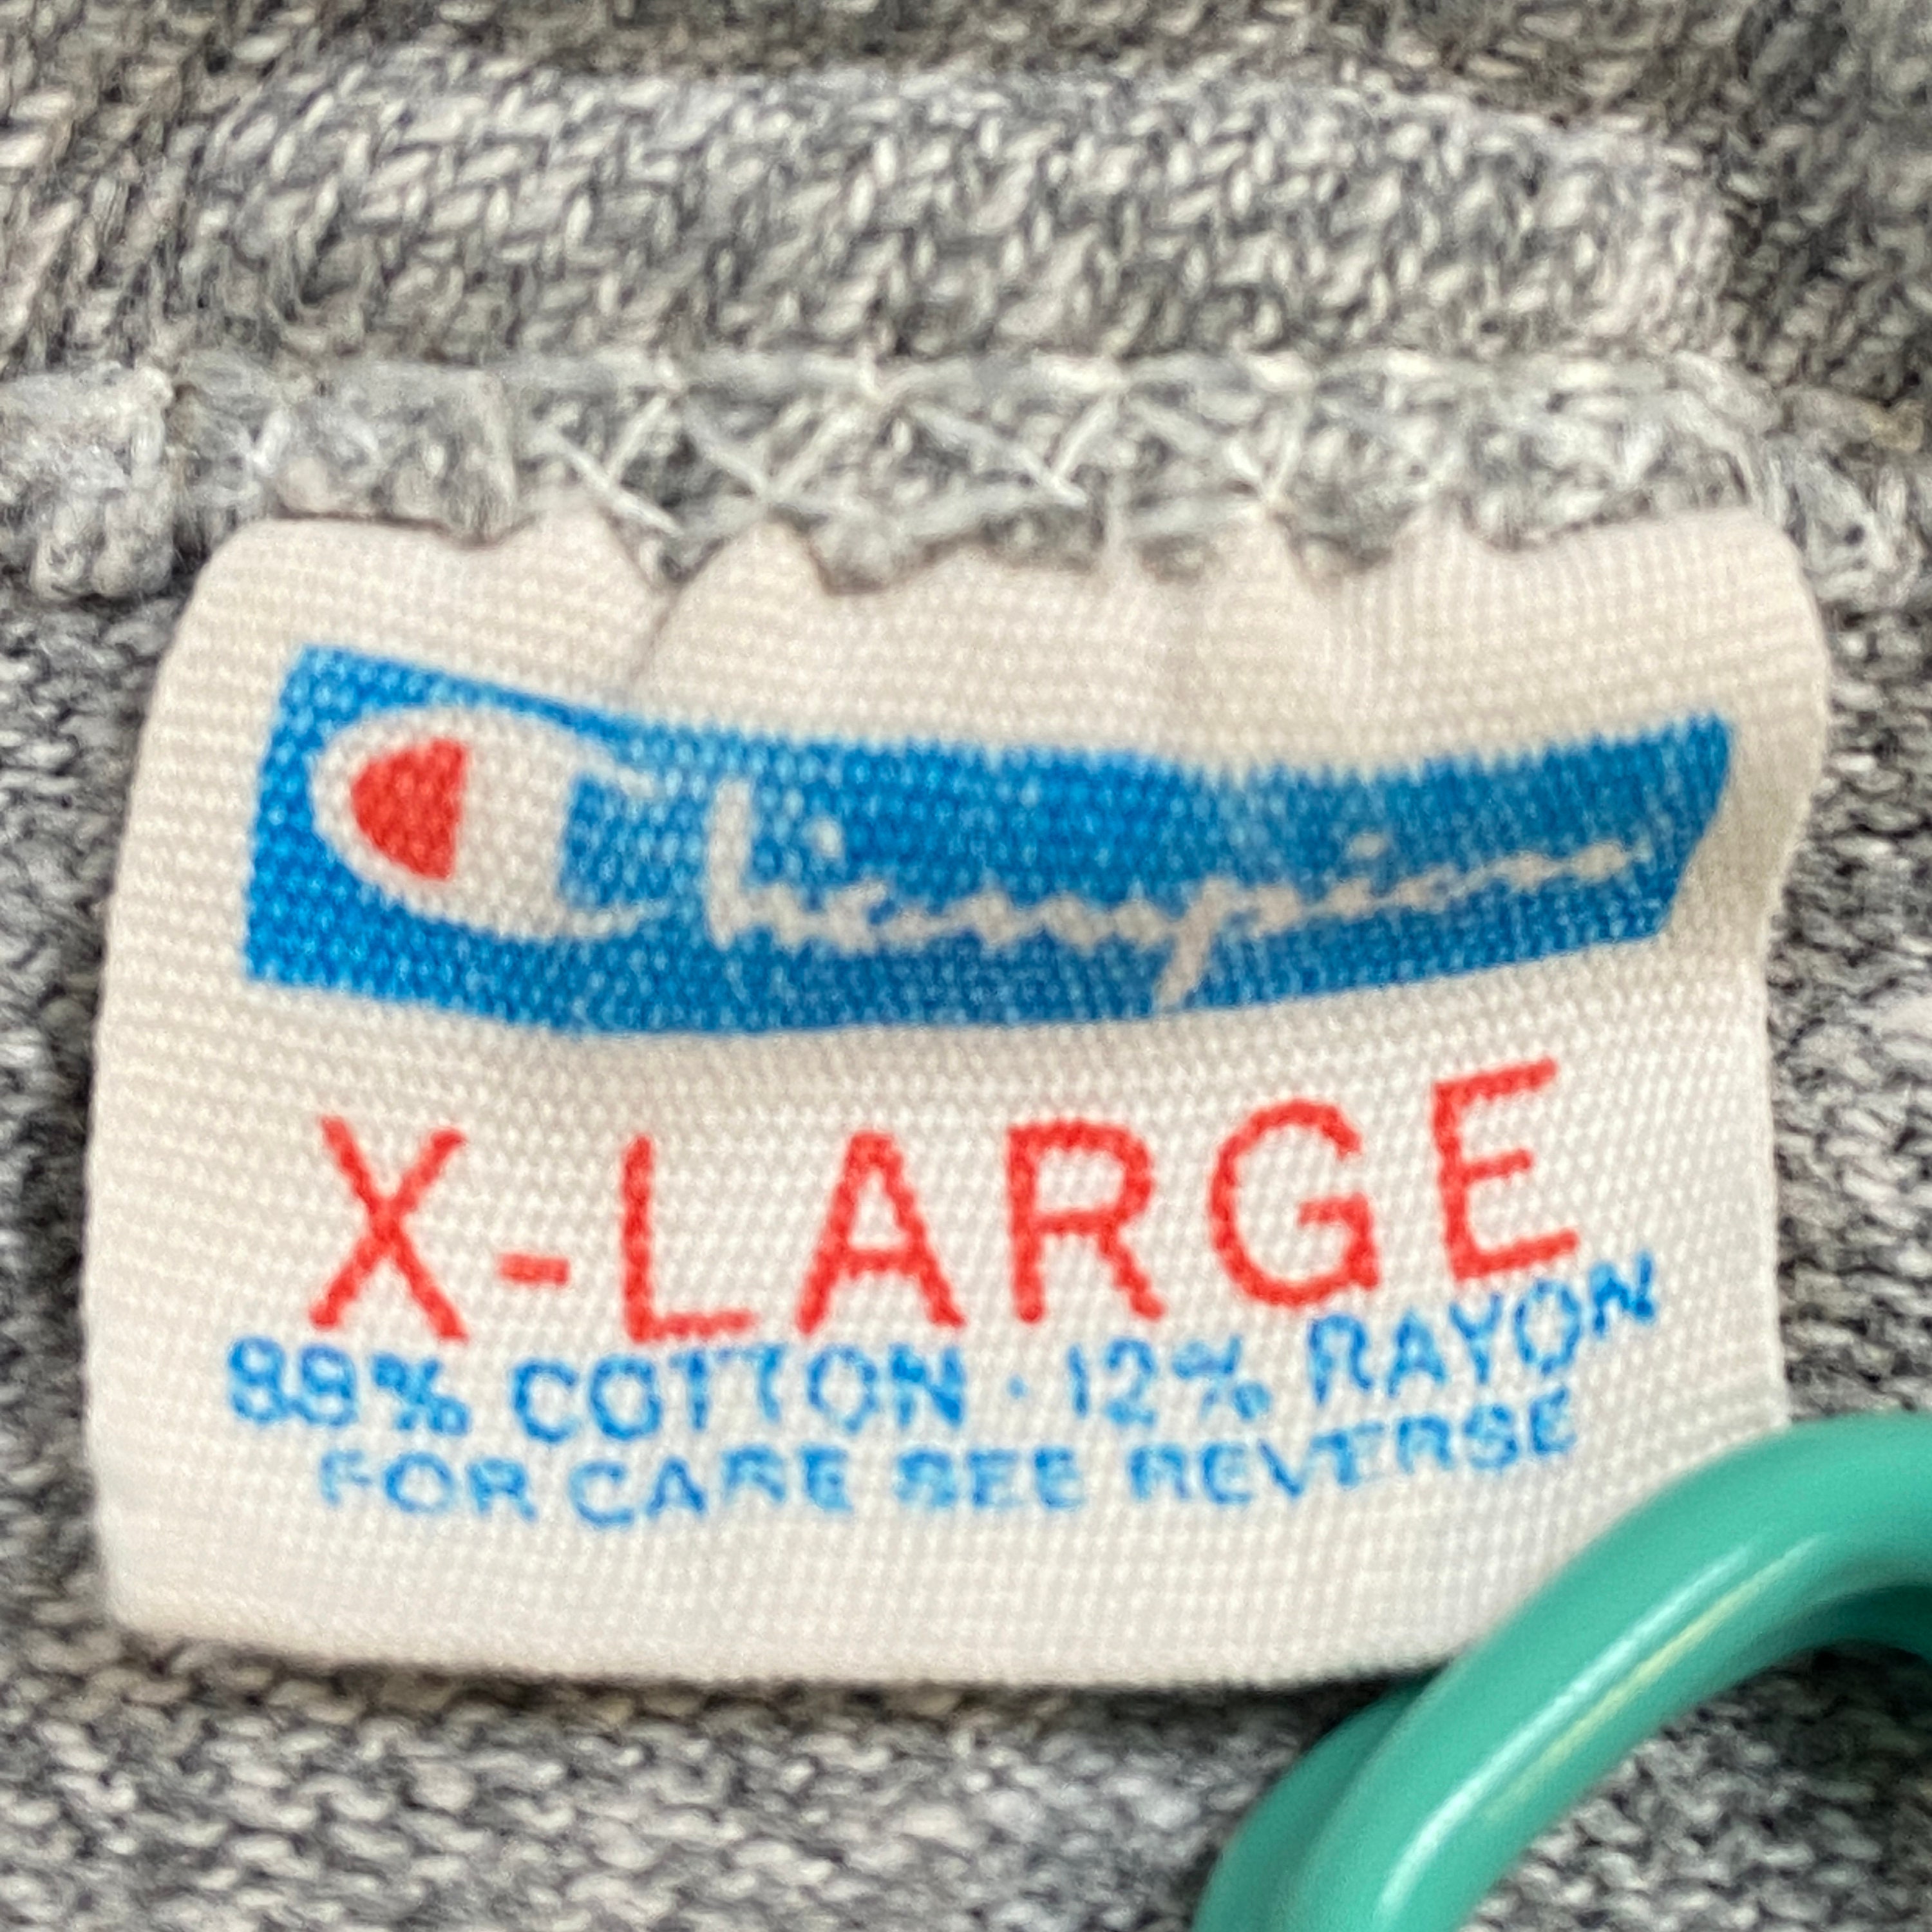 Champion
X-LARGE
88% COTTON · 12% RAYON
FOR CARE SEE REVERSE